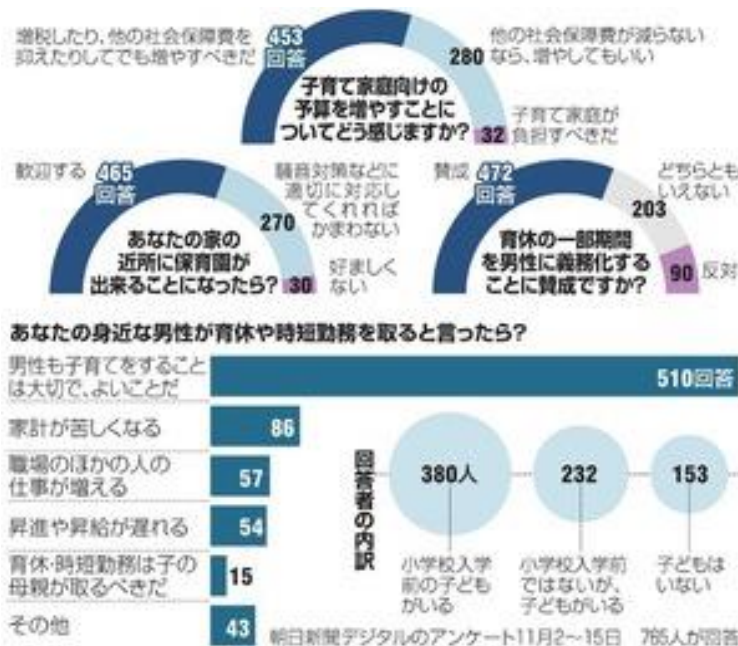 増税したり、他の社会保障費を
抑えたりしてでも増やすべきだ
453
回答
280
他の社会保障費が減らない
なら、増やしてもいい
子育て家庭向けの
予算を増やすことに
ついてどう感じますか?
32
子育て家庭が
負担すべきだ
歓迎する
465
回答
270
騒音対策などに
適切に対応し
てくれれば
かまわない
あなたの家の
近所に保育園が
出来ることになったら?
30
好ましく
ない
賛成
472
回答
203
どちらとも
いえない
育休の一部期間
を男性に義務化する
ことに賛成ですか?
90
反対
あなたの身近な男性が育休や時短勤務を取ると言ったら?
男性も子育てをすること
は大切で、よいことだ
510回答
家計が苦しくなる
86
職場のほかの人の
仕事が増える
57
昇進や昇給が遅れる
54
育休・時短勤務は子の
母親が取るべきだ
15
その他
43
回答者の内訳
380人
232
153
小学校入学
前の子ども
がいる
小学校入学前
ではないが、
子どもがいる
子どもは
いない
朝日新聞デジタルのアンケート11月2〜15日 765人が回答